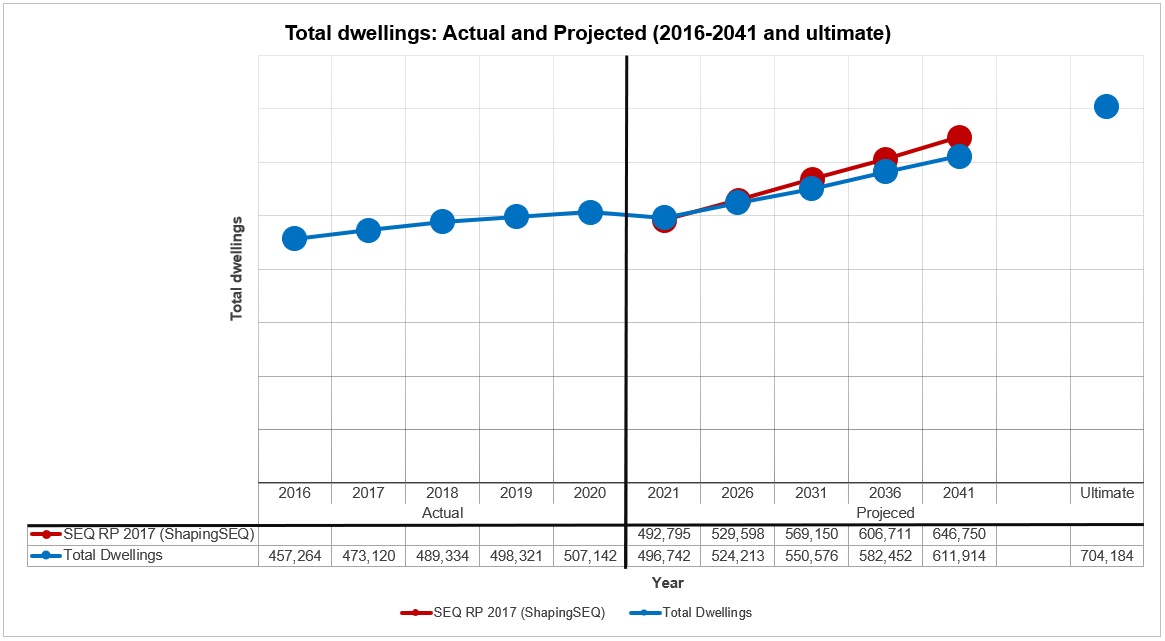 Total dwellings: Actual and Projected (2016-2041 and ultimate)
Total dwellings
2016 2017 2018 2019 2020 2021 2026 2031 2036 2041 Ultimate
Actual Projeced
SEQ RP 2017 (ShapingSEQ) 492,795 529,598 569,150 606,711 646,750
Total Dwellings 457,264 473,120 489,334 498,321 507,142 496,742 524,213 550,576 582,452 611,914 704,184
Year
SEQ RP 2017 (ShapingSEQ) Total Dwellings